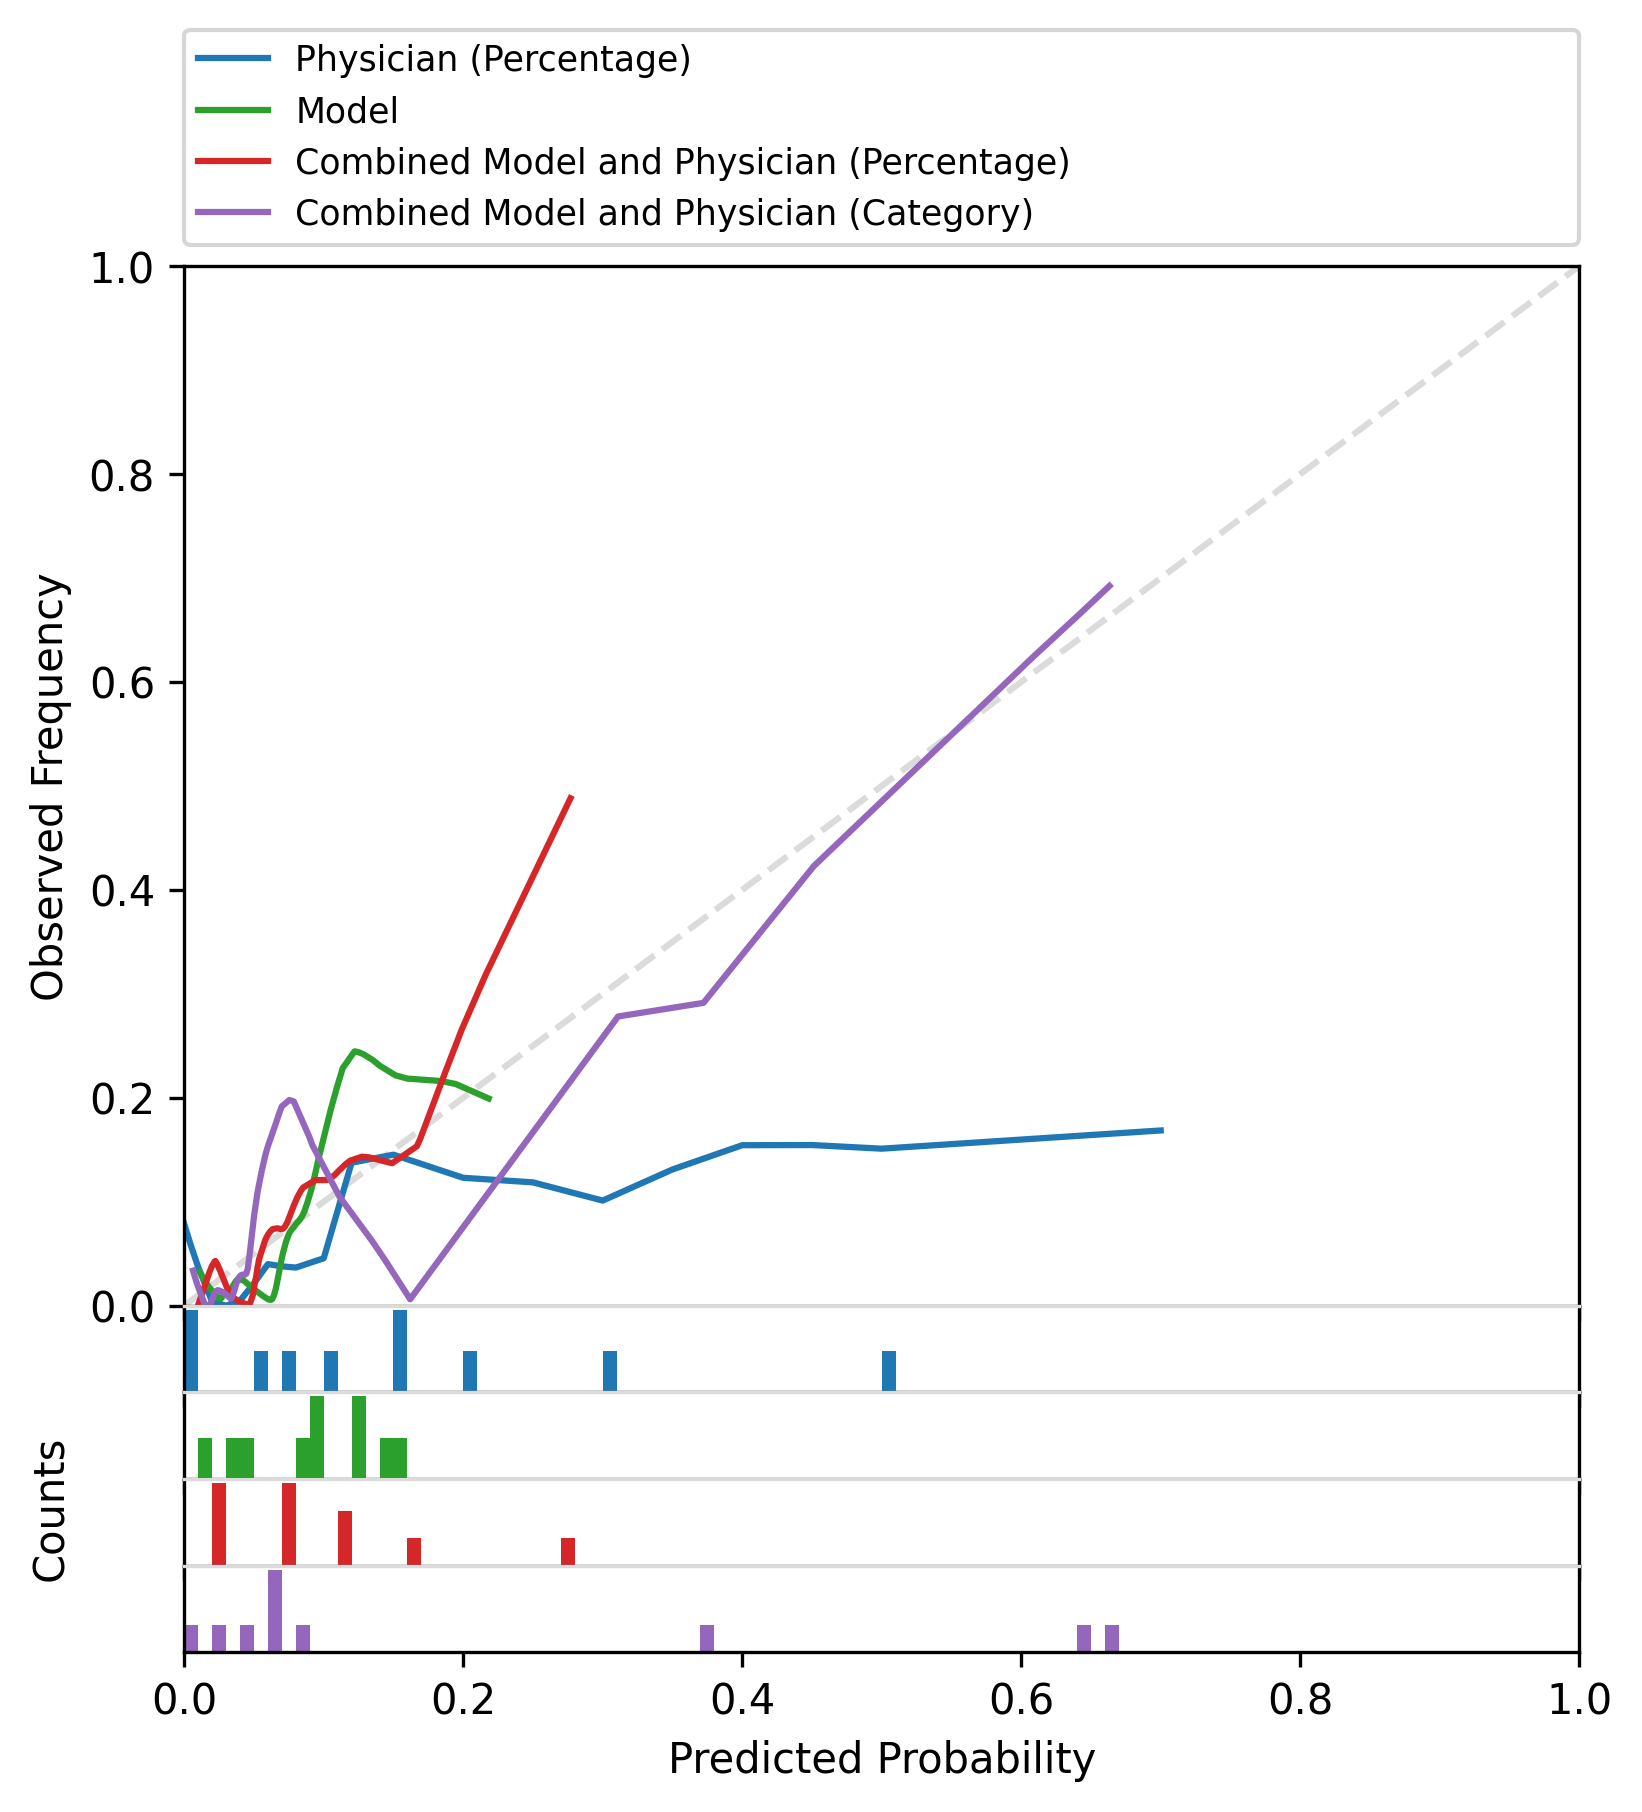 Physician (Percentage)
Model
Combined Model and Physician (Percentage)
Combined Model and Physician (Category)
1.0
0.8
0.6
0.4
0.2
0.0
Observed Frequency
Counts
0.0 0.2 0.4 0.6 0.8 1.0
Predicted Probability